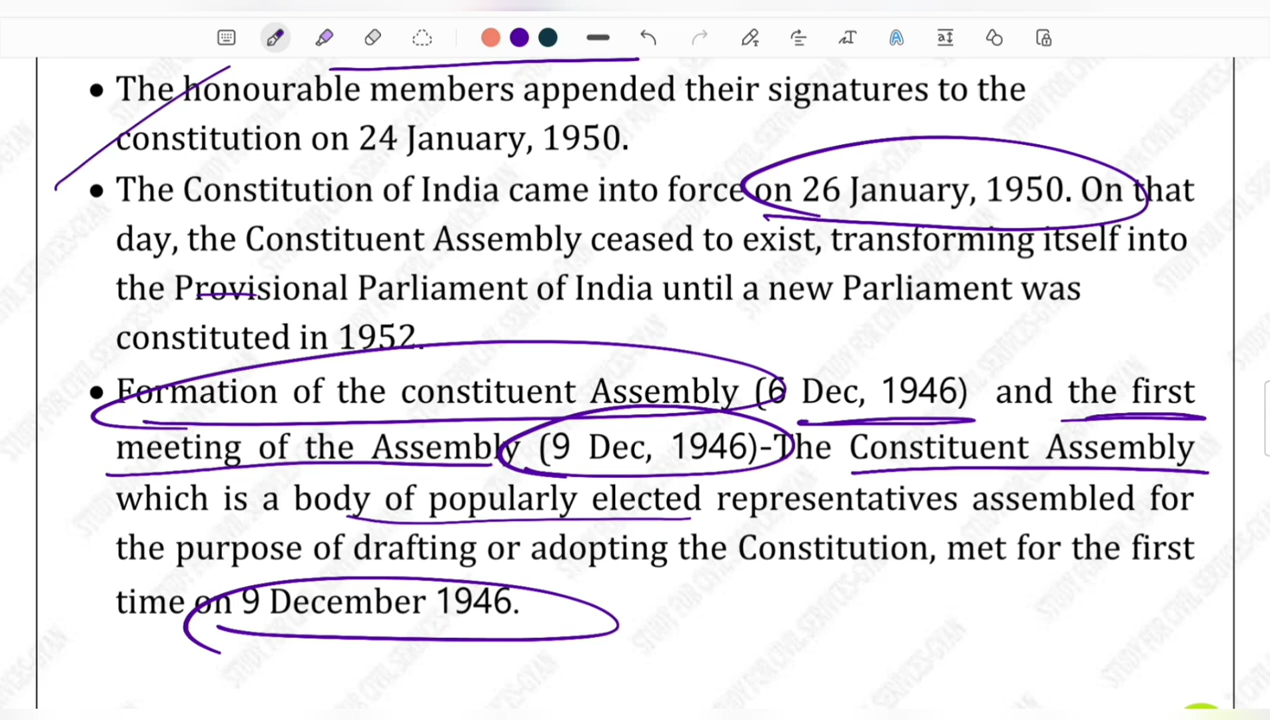 • The honourable members appended their signatures to the
constitution on 24 January, 1950.
• The Constitution of India came into force on 26 January, 1950. On that
day, the Constituent Assembly ceased to exist, transforming itself into
the Provisional Parliament of India until a new Parliament was
constituted in 1952.
• Formation of the constituent Assembly (6 Dec, 1946) and the first
meeting of the Assembly (9 Dec, 1946)-The Constituent Assembly
which is a body of popularly elected representatives assembled for
the purpose of drafting or adopting the Constitution, met for the first
time on 9 December 1946.